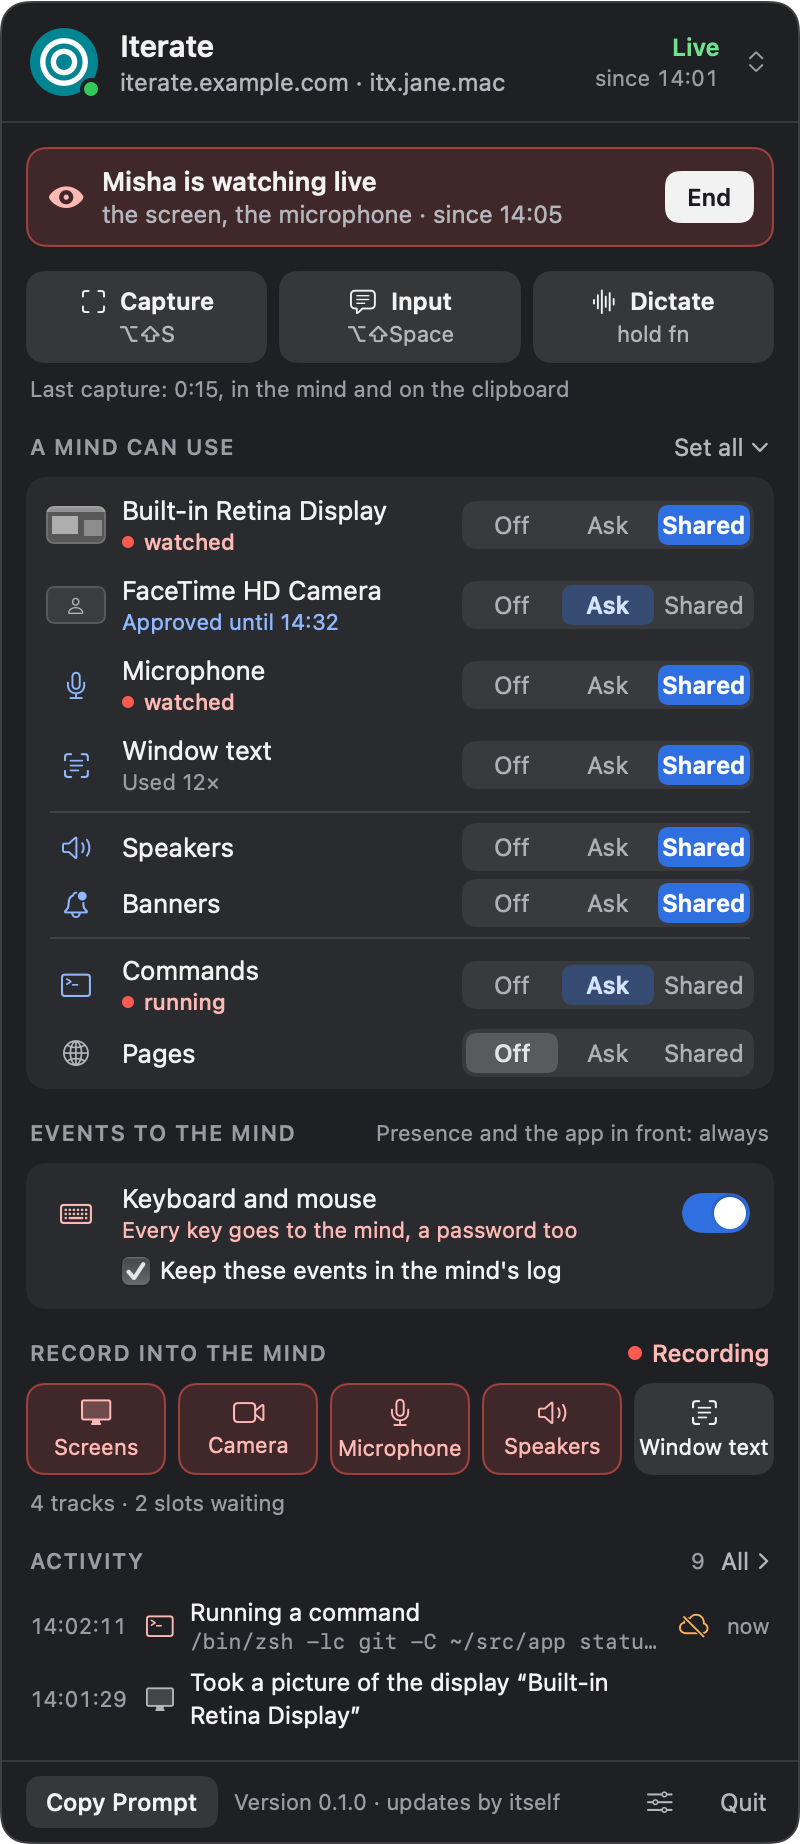 Iterate
iterate.example.com · itx.jane.mac
Live
since 14:01
Misha is watching live
the screen, the microphone · since 14:05
End
Capture
⌥⇧S
Input
⌥⇧Space
Dictate
hold fn
Last capture: 0:15, in the mind and on the clipboard
A MIND CAN USE
Set all
Built-in Retina Display
watched
Off Ask Shared
FaceTime HD Camera
Approved until 14:32
Off Ask Shared
Microphone
watched
Off Ask Shared
Window text
Used 12×
Off Ask Shared
Speakers
Off Ask Shared
Banners
Off Ask Shared
Commands
running
Off Ask Shared
Pages
Off Ask Shared
EVENTS TO THE MIND
Presence and the app in front: always
Keyboard and mouse
Every key goes to the mind, a password too
Keep these events in the mind's log
RECORD INTO THE MIND
Recording
Screens
Camera
Microphone
Speakers
Window text
4 tracks · 2 slots waiting
ACTIVITY
9 All
14:02:11
Running a command
/bin/zsh -lc git -C ~/src/app statu…
now
14:01:29
Took a picture of the display “Built-in
Retina Display”
Copy Prompt
Version 0.1.0 · updates by itself
Quit